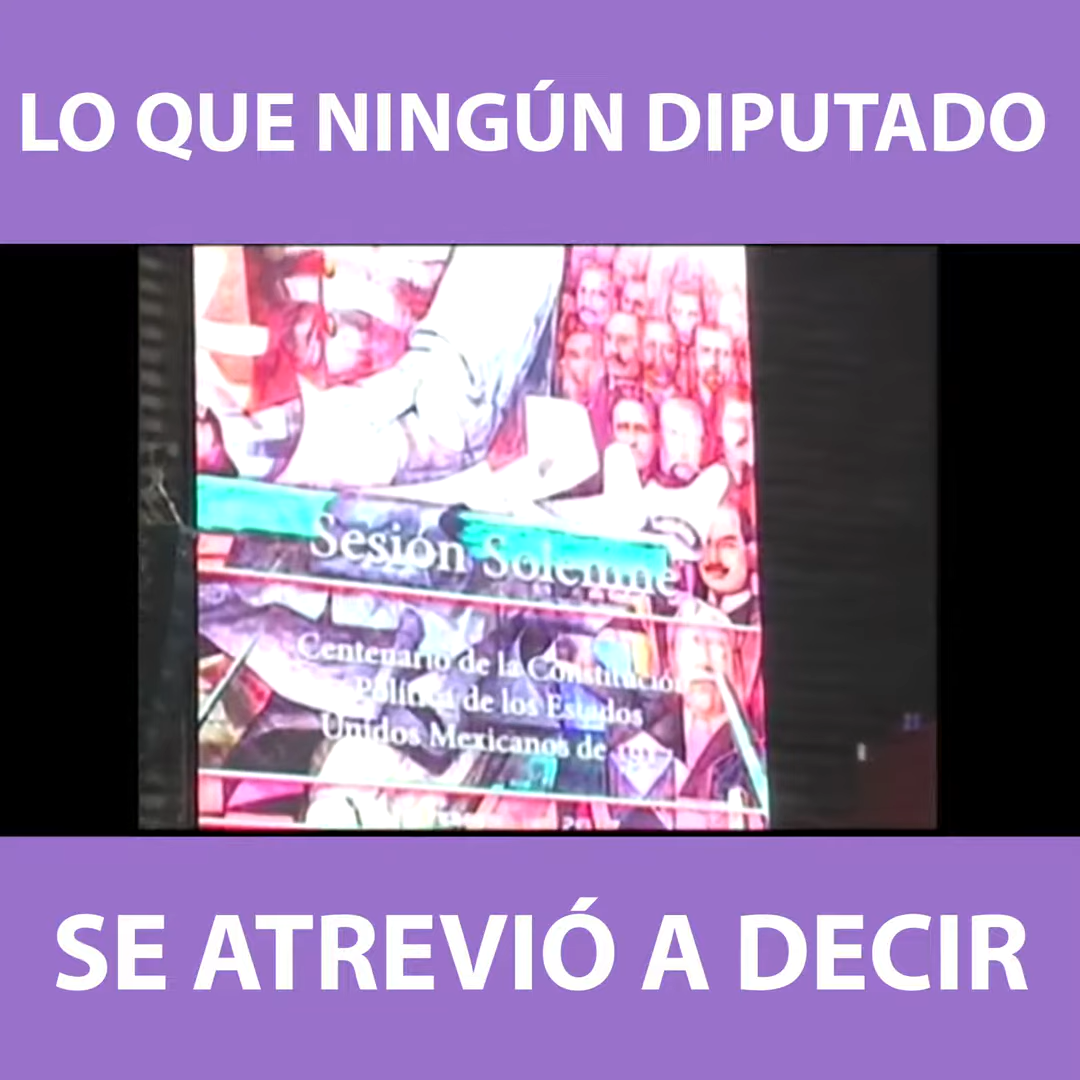 LO QUE NINGÚN DIPUTADO
Sesión Solemne
Centenario de la Constitución
Política de los Estados
Unidos Mexicanos de 1917
SE ATREVIÓ A DECIR